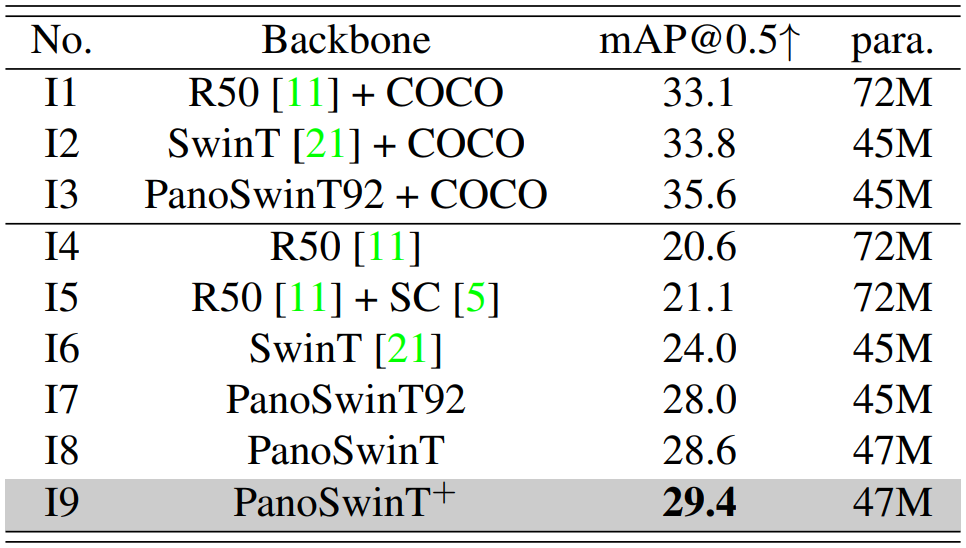 No. Backbone mAP@0.5↑ para.
I1 R50 [11] + COCO 33.1 72M
I2 SwinT [21] + COCO 33.8 45M
I3 PanoSwinT92 + COCO 35.6 45M
I4 R50 [11] 20.6 72M
I5 R50 [11] + SC [5] 21.1 72M
I6 SwinT [21] 24.0 45M
I7 PanoSwinT92 28.0 45M
I8 PanoSwinT 28.6 47M
I9 PanoSwinT⁺ 29.4 47M